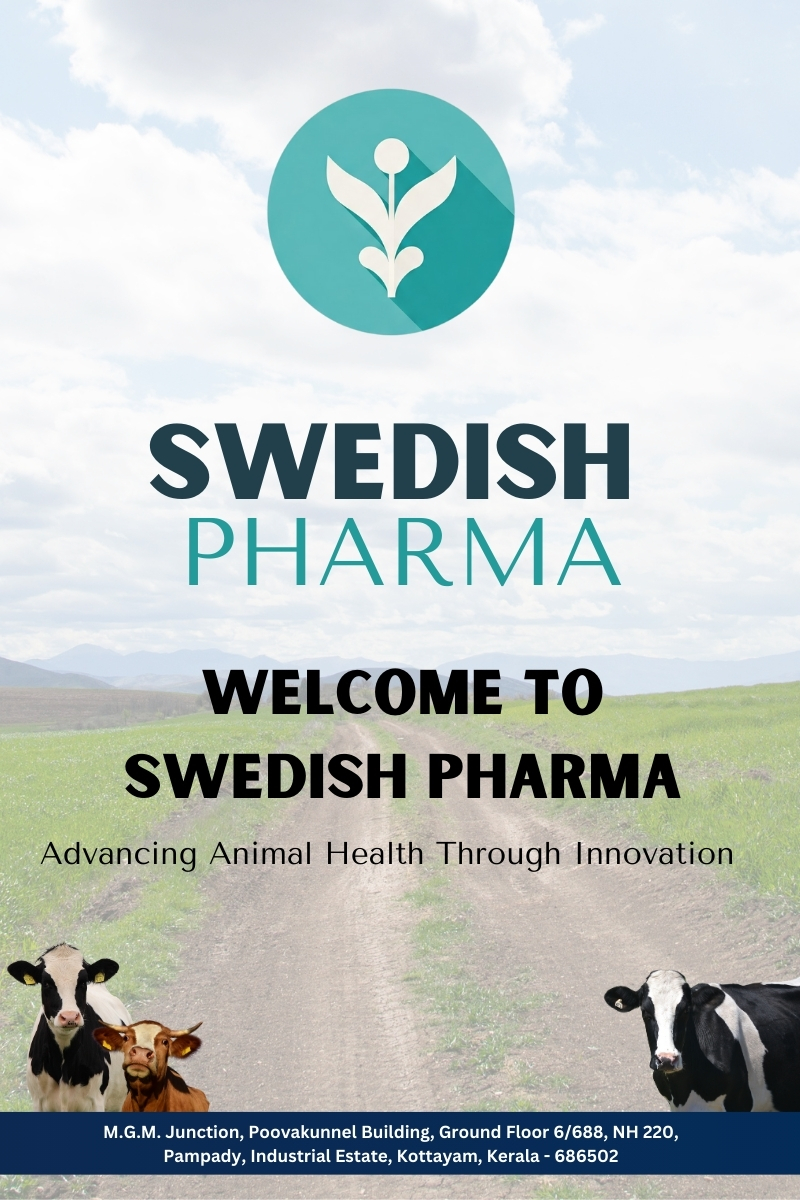 SWEDISH
PHARMA
WELCOME TO
SWEDISH PHARMA
Advancing Animal Health Through Innovation
M.G.M. Junction, Poovakunnel Building, Ground Floor 6/688, NH 220,
Pampady, Industrial Estate, Kottayam, Kerala - 686502